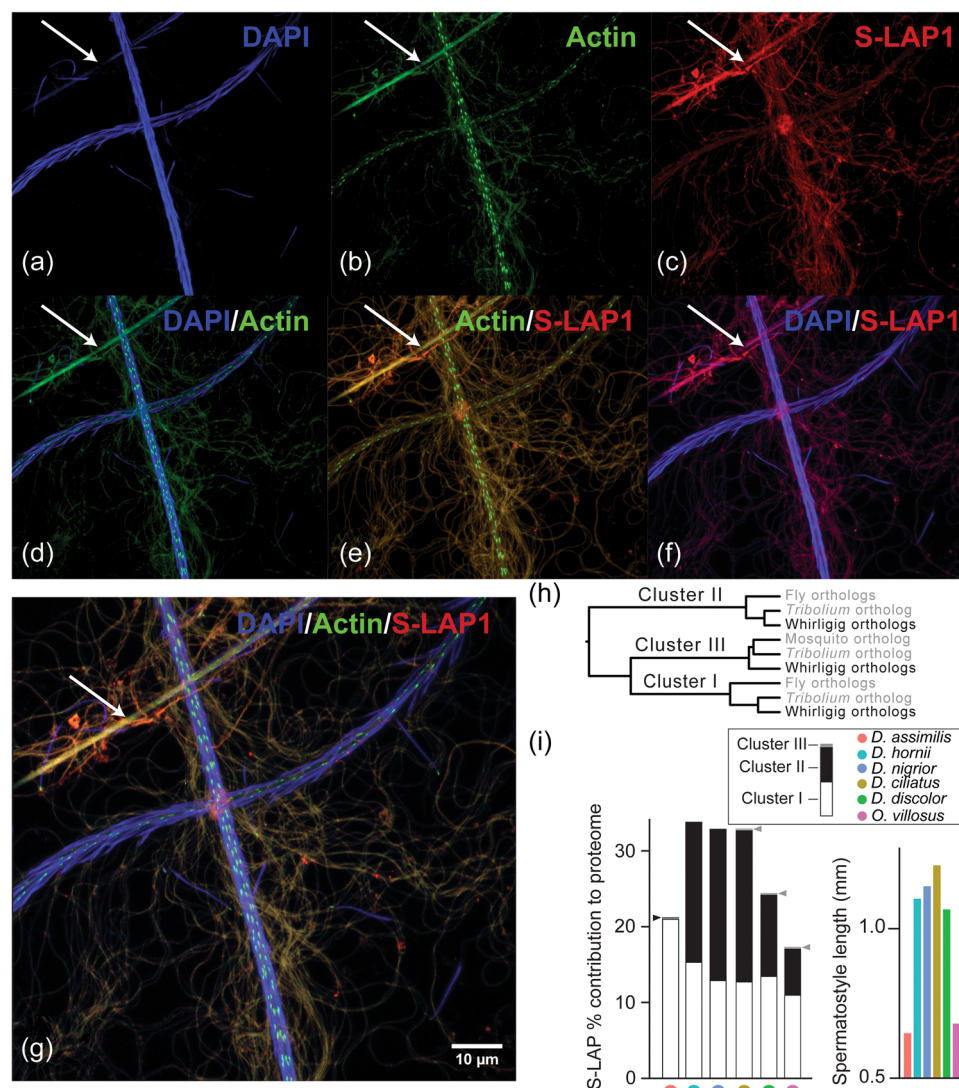 DAPI
Actin
S-LAP1
(a)
(b)
(c)
DAPI/Actin
Actin/S-LAP1
DAPI/S-LAP1
(d)
(e)
(f)
DAPI/Actin/S-LAP1
(g)
10 µm
(h)
Cluster II
Fly orthologs
Tribolium ortholog
Whirligig orthologs
Cluster III
Mosquito ortholog
Tribolium ortholog
Whirligig orthologs
Cluster I
Fly orthologs
Tribolium ortholog
Whirligig orthologs
(i)
Cluster III
Cluster II
Cluster I
D. assimilis
D. hornii
D. nigrior
D. ciliatus
D. discolor
O. villosus
S-LAP % contribution to proteome
30
20
10
0
Spermatostyle length (mm)
1.0
0.5